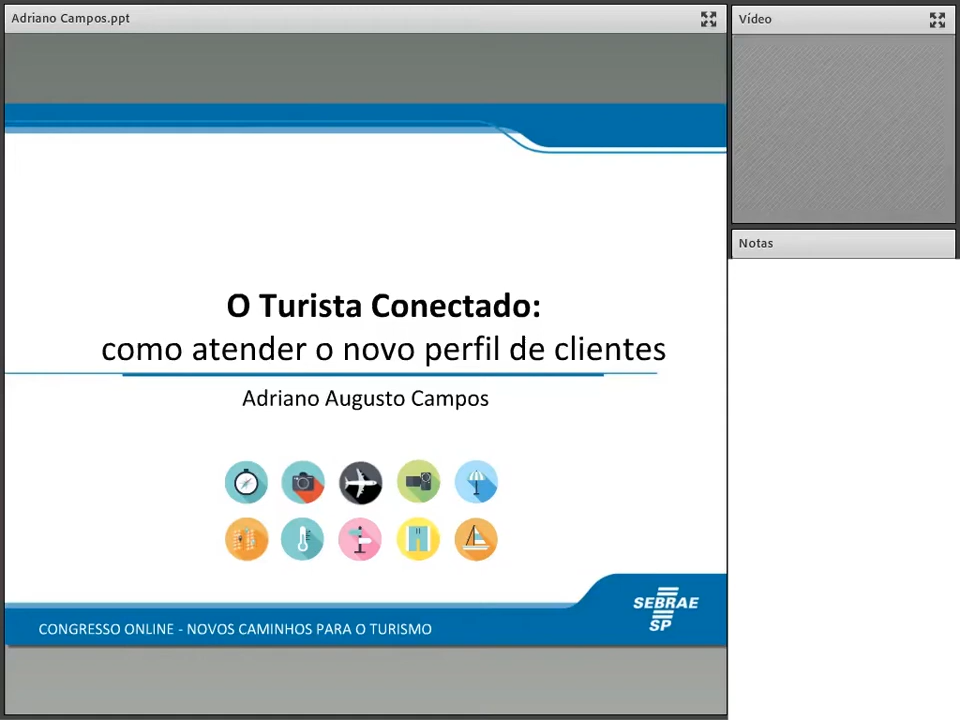 Adriano Campos.ppt
Vídeo
Notas
O Turista Conectado:
como atender o novo perfil de clientes
Adriano Augusto Campos
SEBRAE
SP
CONGRESSO ONLINE - NOVOS CAMINHOS PARA O TURISMO